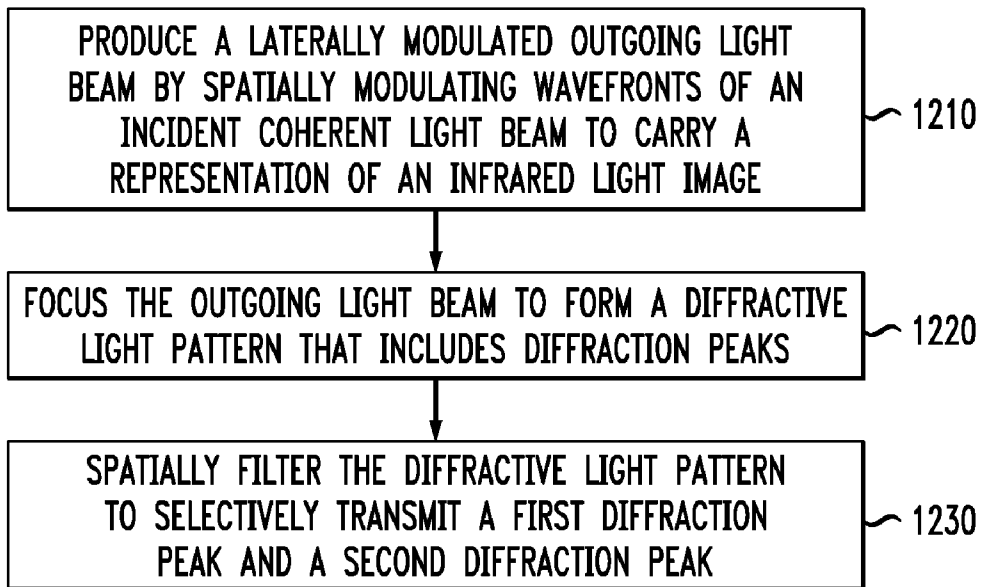 PRODUCE A LATERALLY MODULATED OUTGOING LIGHT
BEAM BY SPATIALLY MODULATING WAVEFRONTS OF AN
INCIDENT COHERENT LIGHT BEAM TO CARRY A
REPRESENTATION OF AN INFRARED LIGHT IMAGE
1210
FOCUS THE OUTGOING LIGHT BEAM TO FORM A DIFFRACTIVE
LIGHT PATTERN THAT INCLUDES DIFFRACTION PEAKS
1220
SPATIALLY FILTER THE DIFFRACTIVE LIGHT PATTERN
TO SELECTIVELY TRANSMIT A FIRST DIFFRACTION
PEAK AND A SECOND DIFFRACTION PEAK
1230